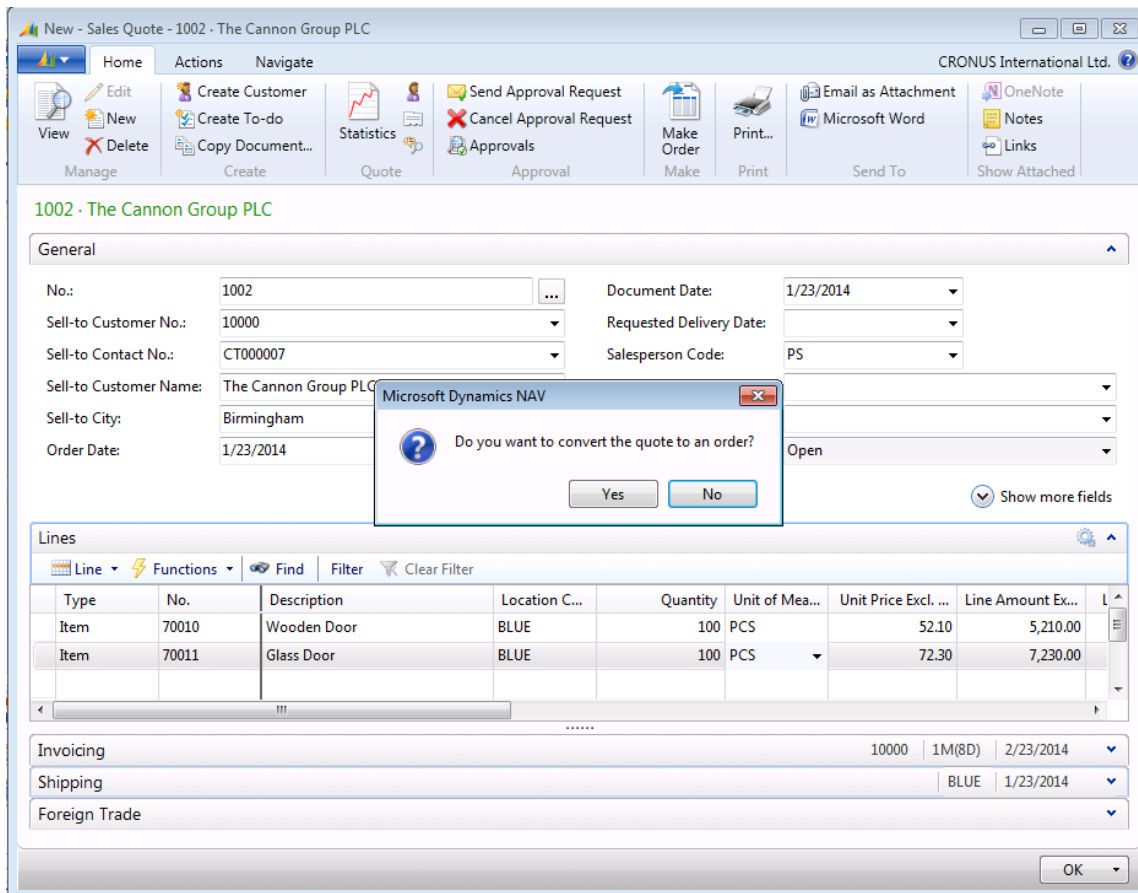 New - Sales Quote - 1002 · The Cannon Group PLC
Home Actions Navigate CRONUS International Ltd.
View
Edit
New
Delete
Manage
Create Customer
Create To-do
Copy Document...
Create
Statistics
Quote
Send Approval Request
Cancel Approval Request
Approvals
Approval
Make Order
Make
Print...
Print
Email as Attachment
Microsoft Word
Send To
OneNote
Notes
Links
Show Attached
1002 · The Cannon Group PLC
General
No.: 1002 ...
Sell-to Customer No.: 10000
Sell-to Contact No.: CT000007
Sell-to Customer Name: The Cannon Group PLC
Sell-to City: Birmingham
Order Date: 1/23/2014
Document Date: 1/23/2014
Requested Delivery Date:
Salesperson Code: PS
Open
Show more fields
Microsoft Dynamics NAV
Do you want to convert the quote to an order?
Yes No
Lines
Line Functions Find Filter Clear Filter
Type No. Description Location C... Quantity Unit of Mea... Unit Price Excl. ... Line Amount Ex... L
Item 70010 Wooden Door BLUE 100 PCS 52.10 5,210.00
Item 70011 Glass Door BLUE 100 PCS 72.30 7,230.00
Invoicing 10000 1M(8D) 2/23/2014
Shipping BLUE 1/23/2014
Foreign Trade
OK